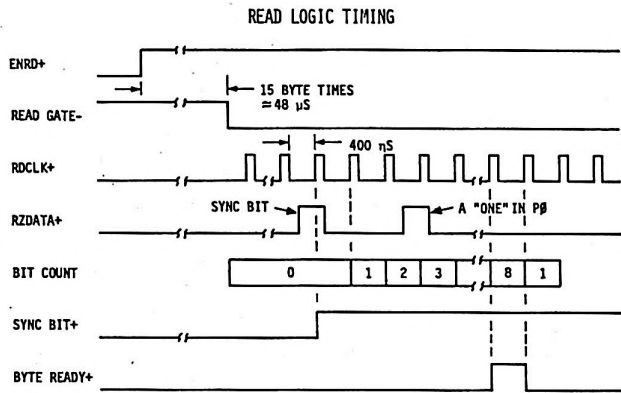 READ LOGIC TIMING
ENRD+
15 BYTE TIMES
≃48 μS
READ GATE-
400 ηS
RDCLK+
SYNC BIT
A "ONE" IN PØ
RZDATA+
BIT COUNT
0 1 2 3 8 1
SYNC BIT+
BYTE READY+